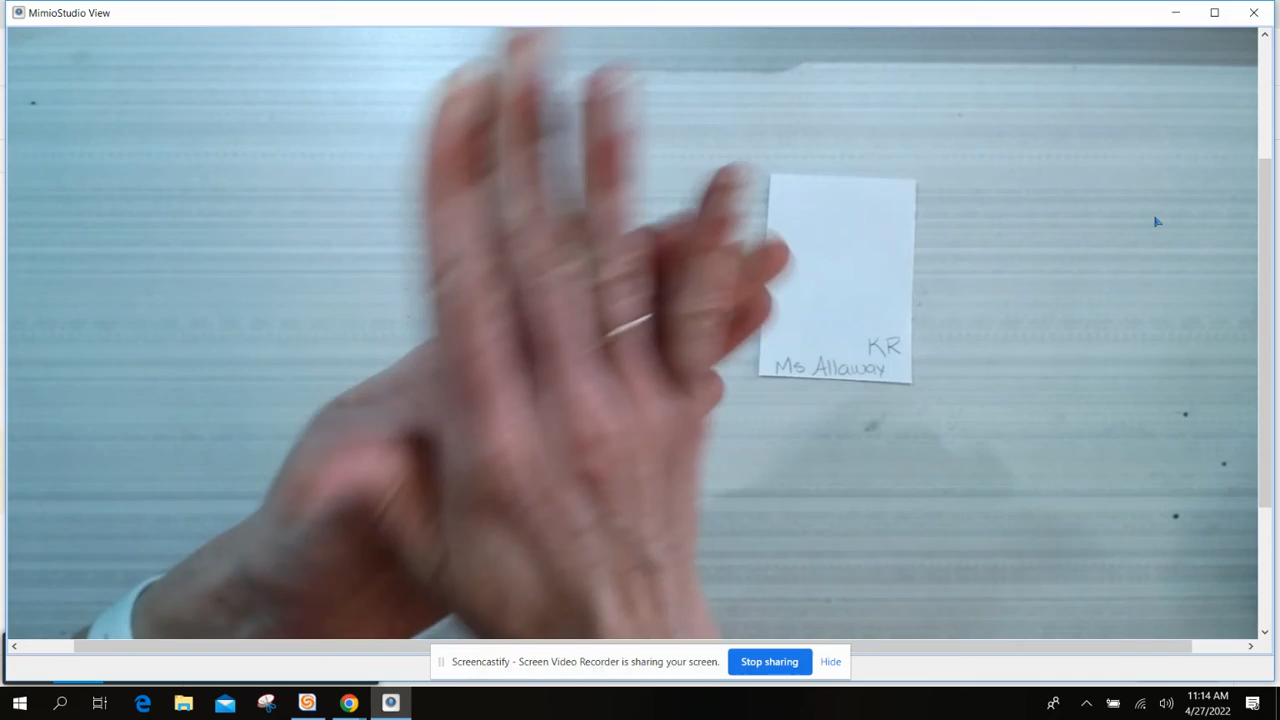 MimioStudio View
KR
Ms Allaway
Screencastify - Screen Video Recorder is sharing your screen.
Stop sharing
Hide
11:14 AM
4/27/2022